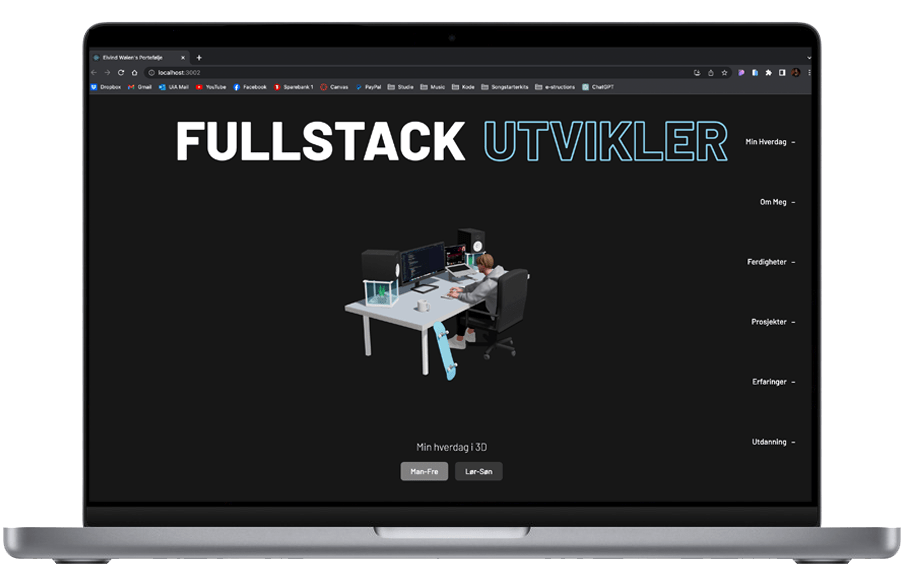 Eivind Wølen's Portefølje
localhost:3002
Dropbox Gmail UiA Mail YouTube Facebook Sparebank 1 Canvas PayPal Studie Music Kode Songstarterkits e-structions ChatGPT
FULLSTACK UTVIKLER
Min Hverdag –
Om Meg –
Ferdigheter –
Prosjekter –
Erfaringer –
Utdanning –
Min hverdag i 3D
Man-Fre Lør-Søn